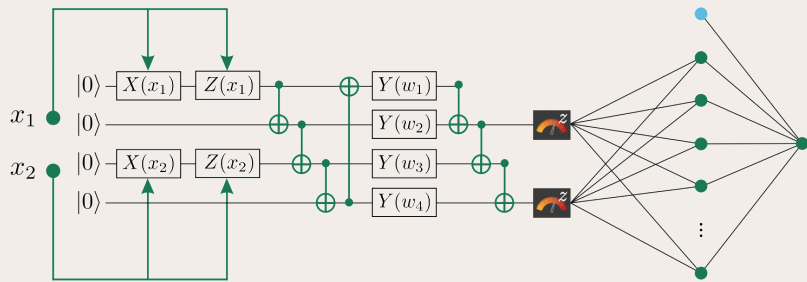 |0⟩ X(x₁) Z(x₁) Y(w₁)
x₁
|0⟩ Y(w₂) z
|0⟩ X(x₂) Z(x₂) Y(w₃)
x₂
|0⟩ Y(w₄) z
⋮